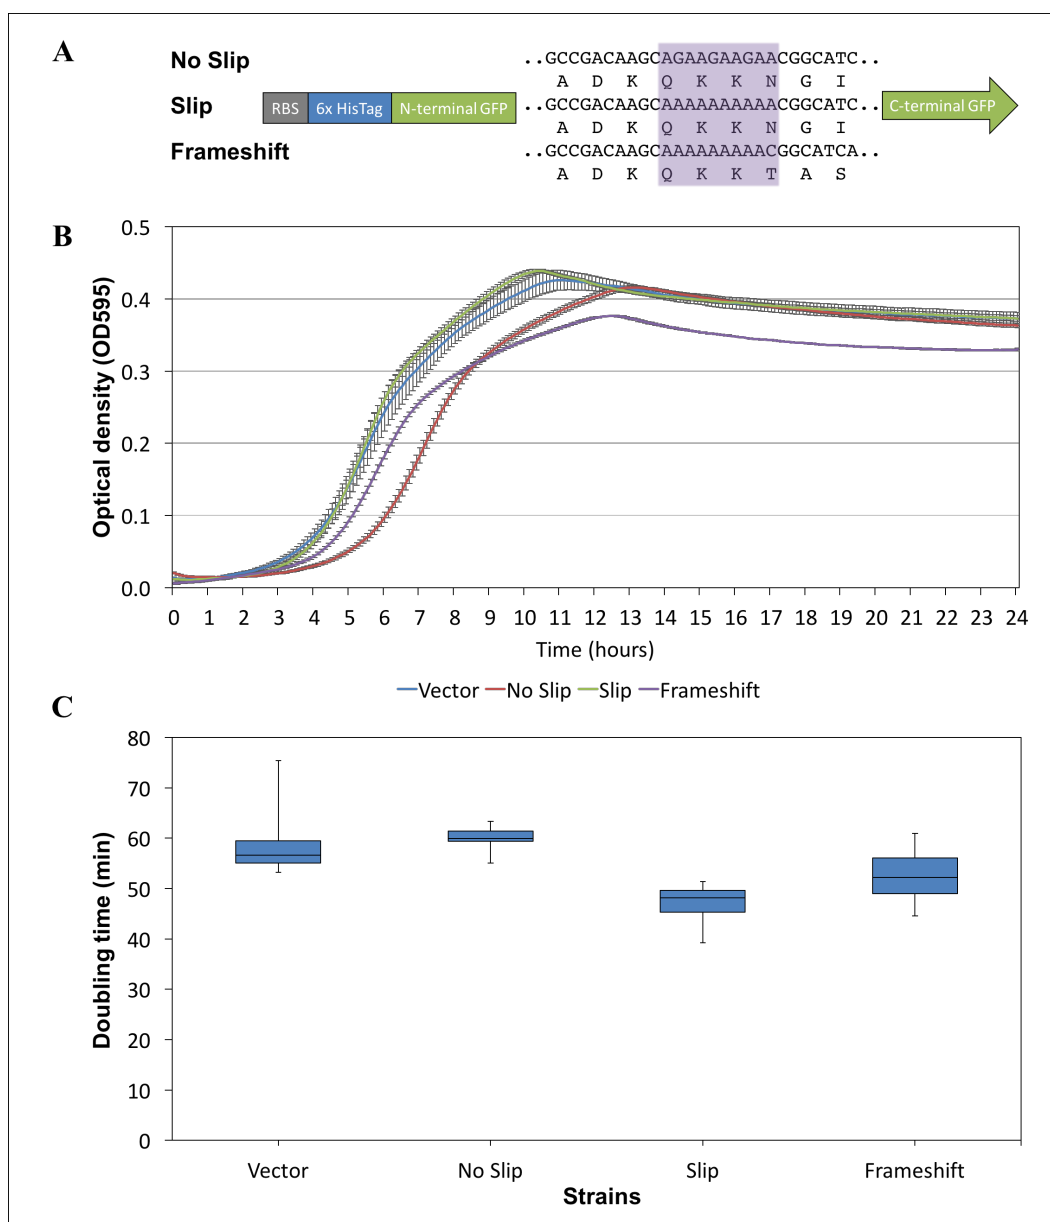 A
No Slip
..GCCGACAAGCAGAAGAAGAACGGCATC..
A D K Q K K N G I
Slip
RBS 6x HisTag N-terminal GFP
..GCCGACAAGCAAAAAAAAAACGGCATC..
C-terminal GFP
A D K Q K K N G I
Frameshift
..GCCGACAAGCAAAAAAAAACGGCATCA..
A D K Q K K T A S
B
Optical density (OD595)
0.5
0.4
0.3
0.2
0.1
0.0
0 1 2 3 4 5 6 7 8 9 10 11 12 13 14 15 16 17 18 19 20 21 22 23 24
Time (hours)
Vector No Slip Slip Frameshift
C
Doubling time (min)
80
70
60
50
40
30
20
10
0
Vector No Slip Slip Frameshift
Strains